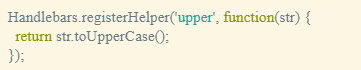 Handlebars.registerHelper('upper', function(str) {
  return str.toUpperCase();
});